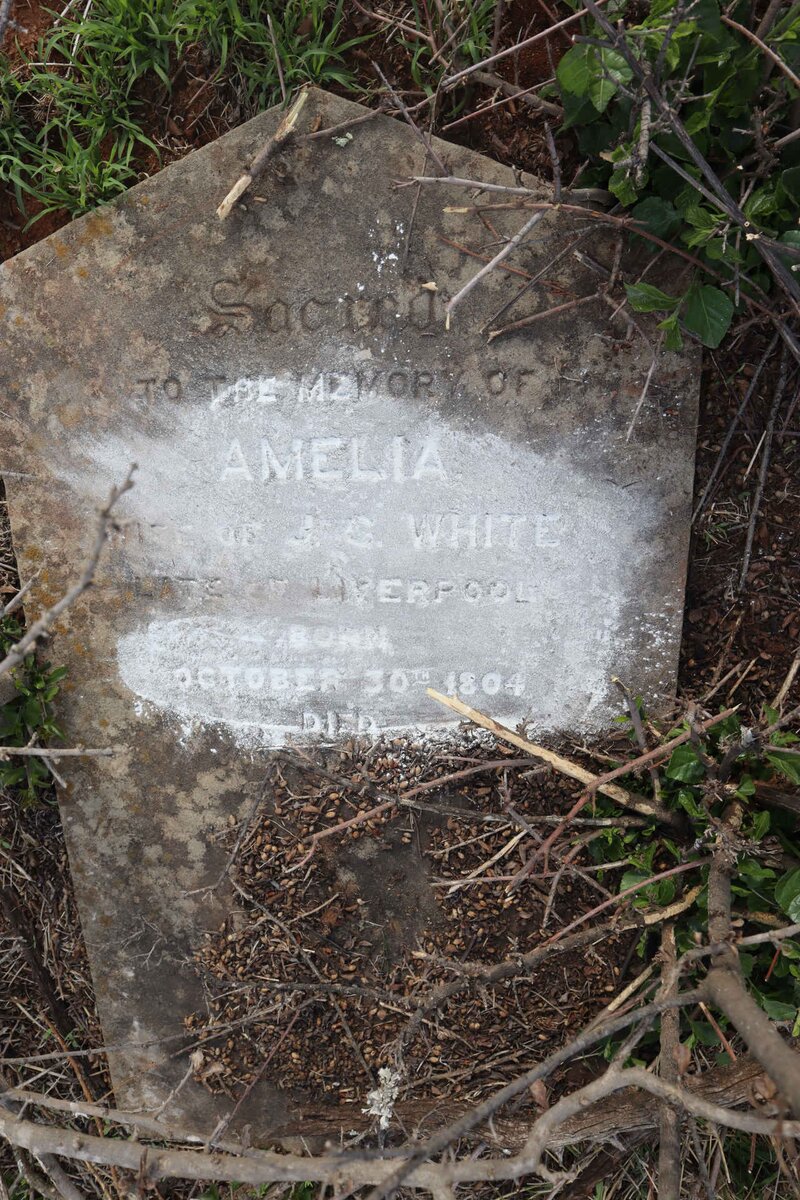 Sacred
TO THE MEMORY OF
AMELIA
WIFE OF J. G. WHITE
LATE OF LIVERPOOL
BORN
OCTOBER 30TH 1804
DIED